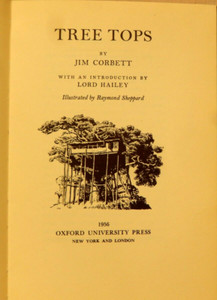 TREE TOPS
BY
JIM CORBETT
WITH AN INTRODUCTION BY
LORD HAILEY
Illustrated by Raymond Sheppard
1956
OXFORD UNIVERSITY PRESS
NEW YORK AND LONDON